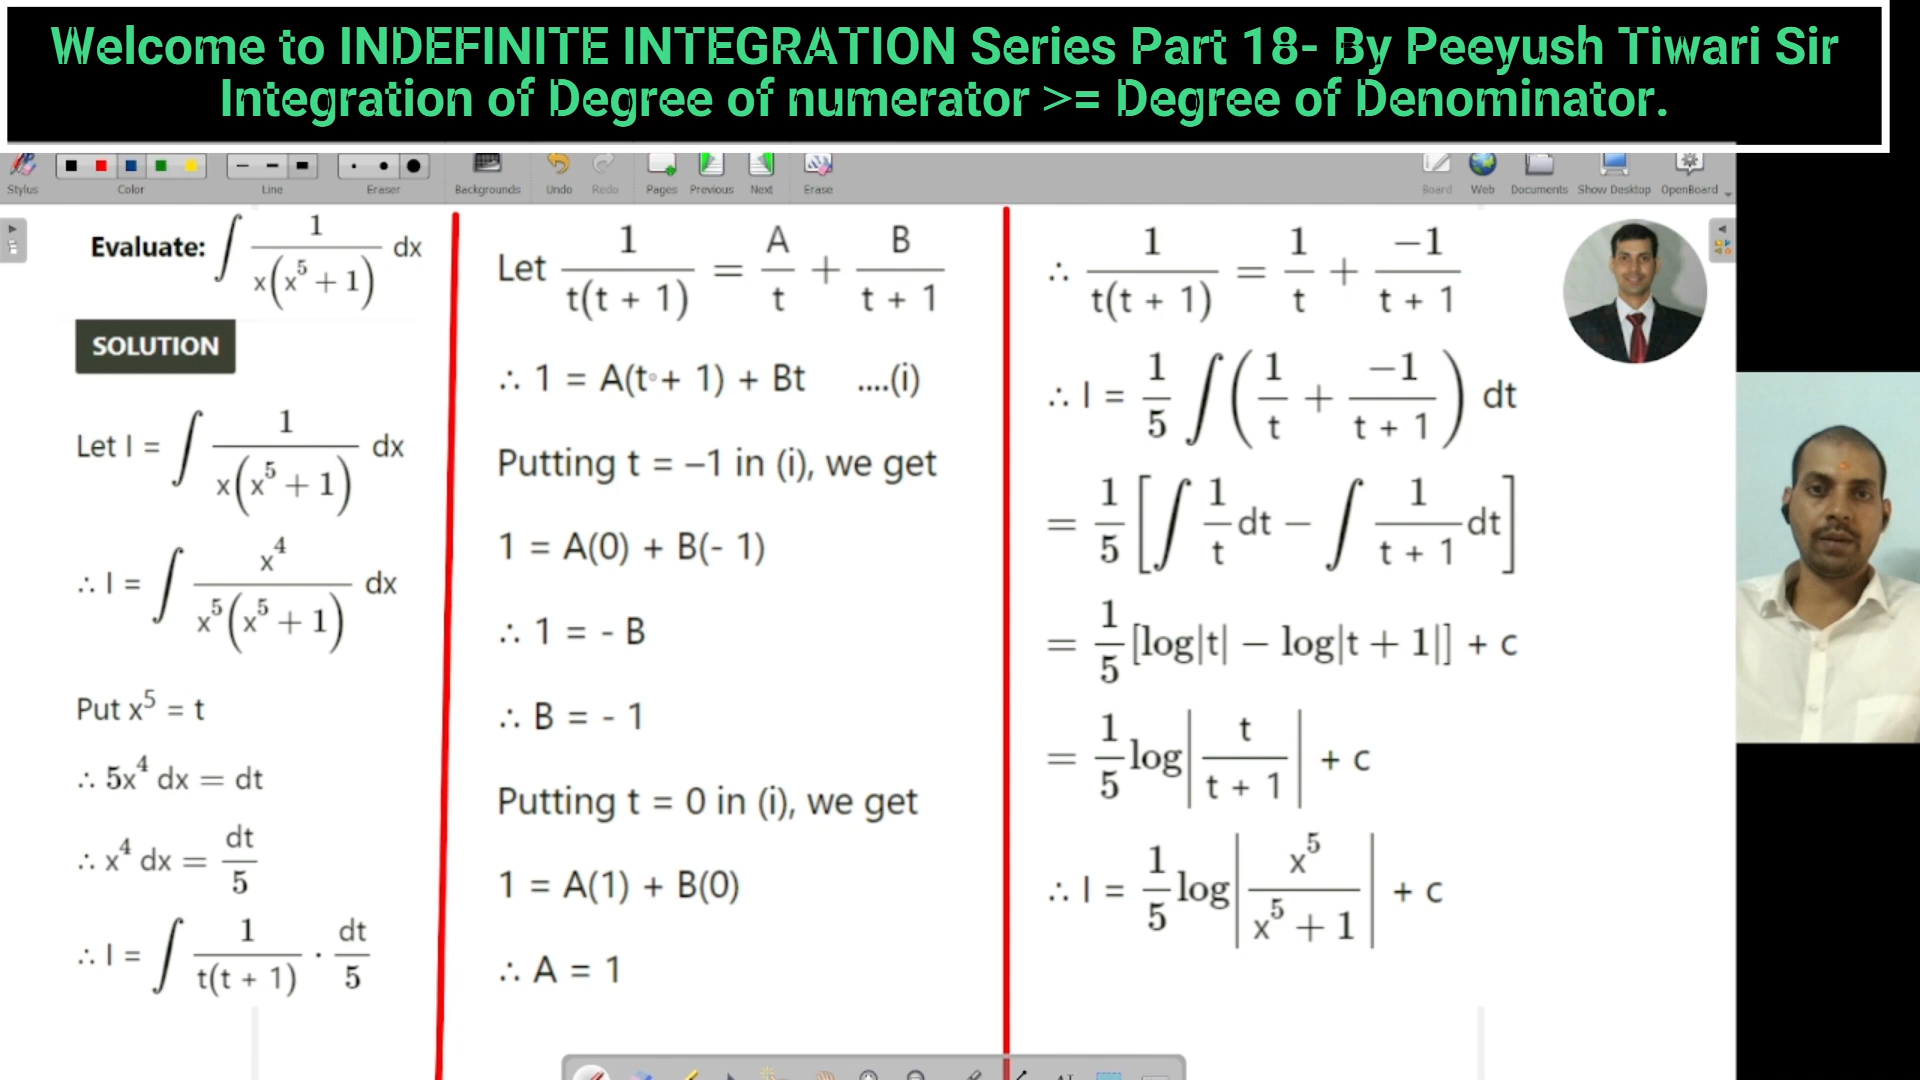 Welcome to INDEFINITE INTEGRATION Series Part 18- By Peeyush Tiwari Sir
Integration of Degree of numerator >= Degree of Denominator.
Stylus Color Line Eraser Backgrounds Undo Redo Pages Previous Next Erase Board Web Documents Show Desktop OpenBoard
Evaluate: ∫ 1/(x(x⁵ + 1)) dx
SOLUTION
Let I = ∫ 1/(x(x⁵ + 1)) dx
∴ I = ∫ x⁴/(x⁵(x⁵ + 1)) dx
Put x⁵ = t
∴ 5x⁴ dx = dt
∴ x⁴ dx = dt/5
∴ I = ∫ 1/(t(t + 1)) · dt/5
Let 1/(t(t + 1)) = A/t + B/(t + 1)
∴ 1 = A(t + 1) + Bt ....(i)
Putting t = –1 in (i), we get
1 = A(0) + B(- 1)
∴ 1 = - B
∴ B = - 1
Putting t = 0 in (i), we get
1 = A(1) + B(0)
∴ A = 1
∴ 1/(t(t + 1)) = 1/t + −1/(t + 1)
∴ I = 1/5 ∫ (1/t + −1/(t + 1)) dt
= 1/5 [∫ 1/t dt − ∫ 1/(t + 1) dt]
= 1/5 [log|t| − log|t + 1|] + c
= 1/5 log|t/(t + 1)| + c
∴ I = 1/5 log|x⁵/(x⁵ + 1)| + c